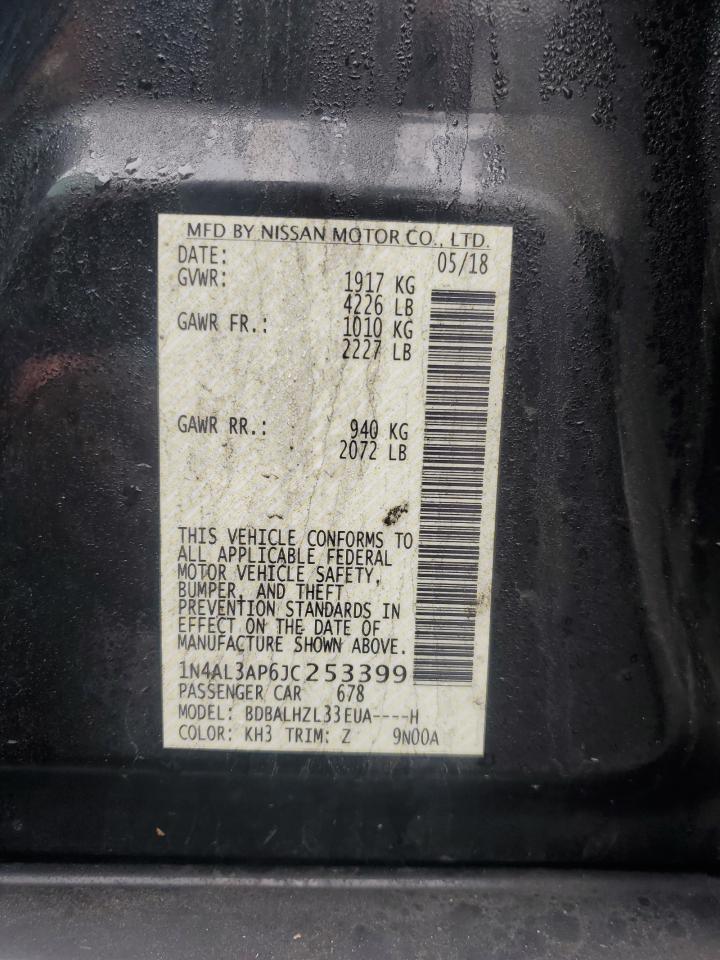 MFD BY NISSAN MOTOR CO., LTD.
DATE: 05/18
GVWR: 1917 KG
4226 LB
GAWR FR.: 1010 KG
2227 LB
GAWR RR.: 940 KG
2072 LB
THIS VEHICLE CONFORMS TO
ALL APPLICABLE FEDERAL
MOTOR VEHICLE SAFETY,
BUMPER, AND THEFT
PREVENTION STANDARDS IN
EFFECT ON THE DATE OF
MANUFACTURE SHOWN ABOVE.
1N4AL3AP6JC253399
PASSENGER CAR 678
MODEL: BDBALHZL33EUA----H
COLOR: KH3 TRIM: Z 9N00A